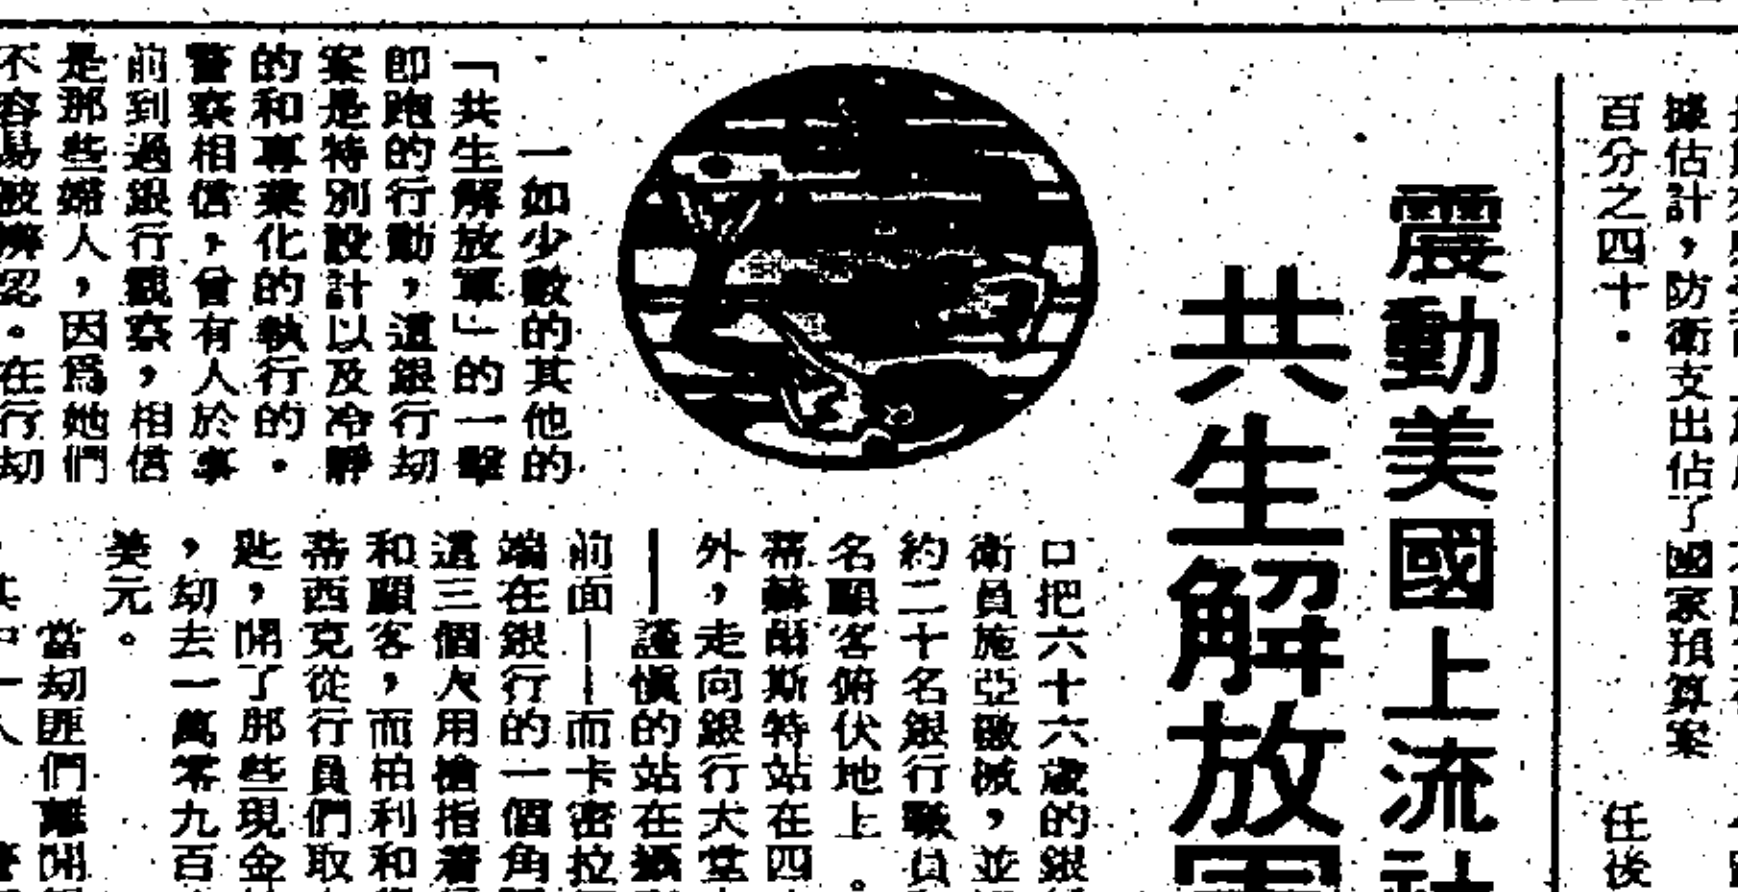 據估計，防衛支出佔了國家預算案
百分之四十．
任後
震動美國上流社
共生解放軍
一如少數的其他的
「共生解放軍」的一擊
即跑的行動，這銀行劫
案是特別設計以及冷靜
的和專業化的執行的．
警察相信，曾有人於事
前到過銀行觀察，相信
是那些婦人，因爲她們
不容易被辨認。在行劫
口把六十六歲的銀
衛員施亞徹減，並
約二十名銀行職員
名顧客俯伏地上。
蒂蘇酷斯特站在四
外，走向銀行大堂
—謹慎的站在攝
前面——而卡密拉
端在銀行的一個角
這三個人用槍指着
和顧客，而柏利和
蒂西克從行員們取
匙，開了那些現金
，劫去一萬零九百
美元。
當劫匪們離開